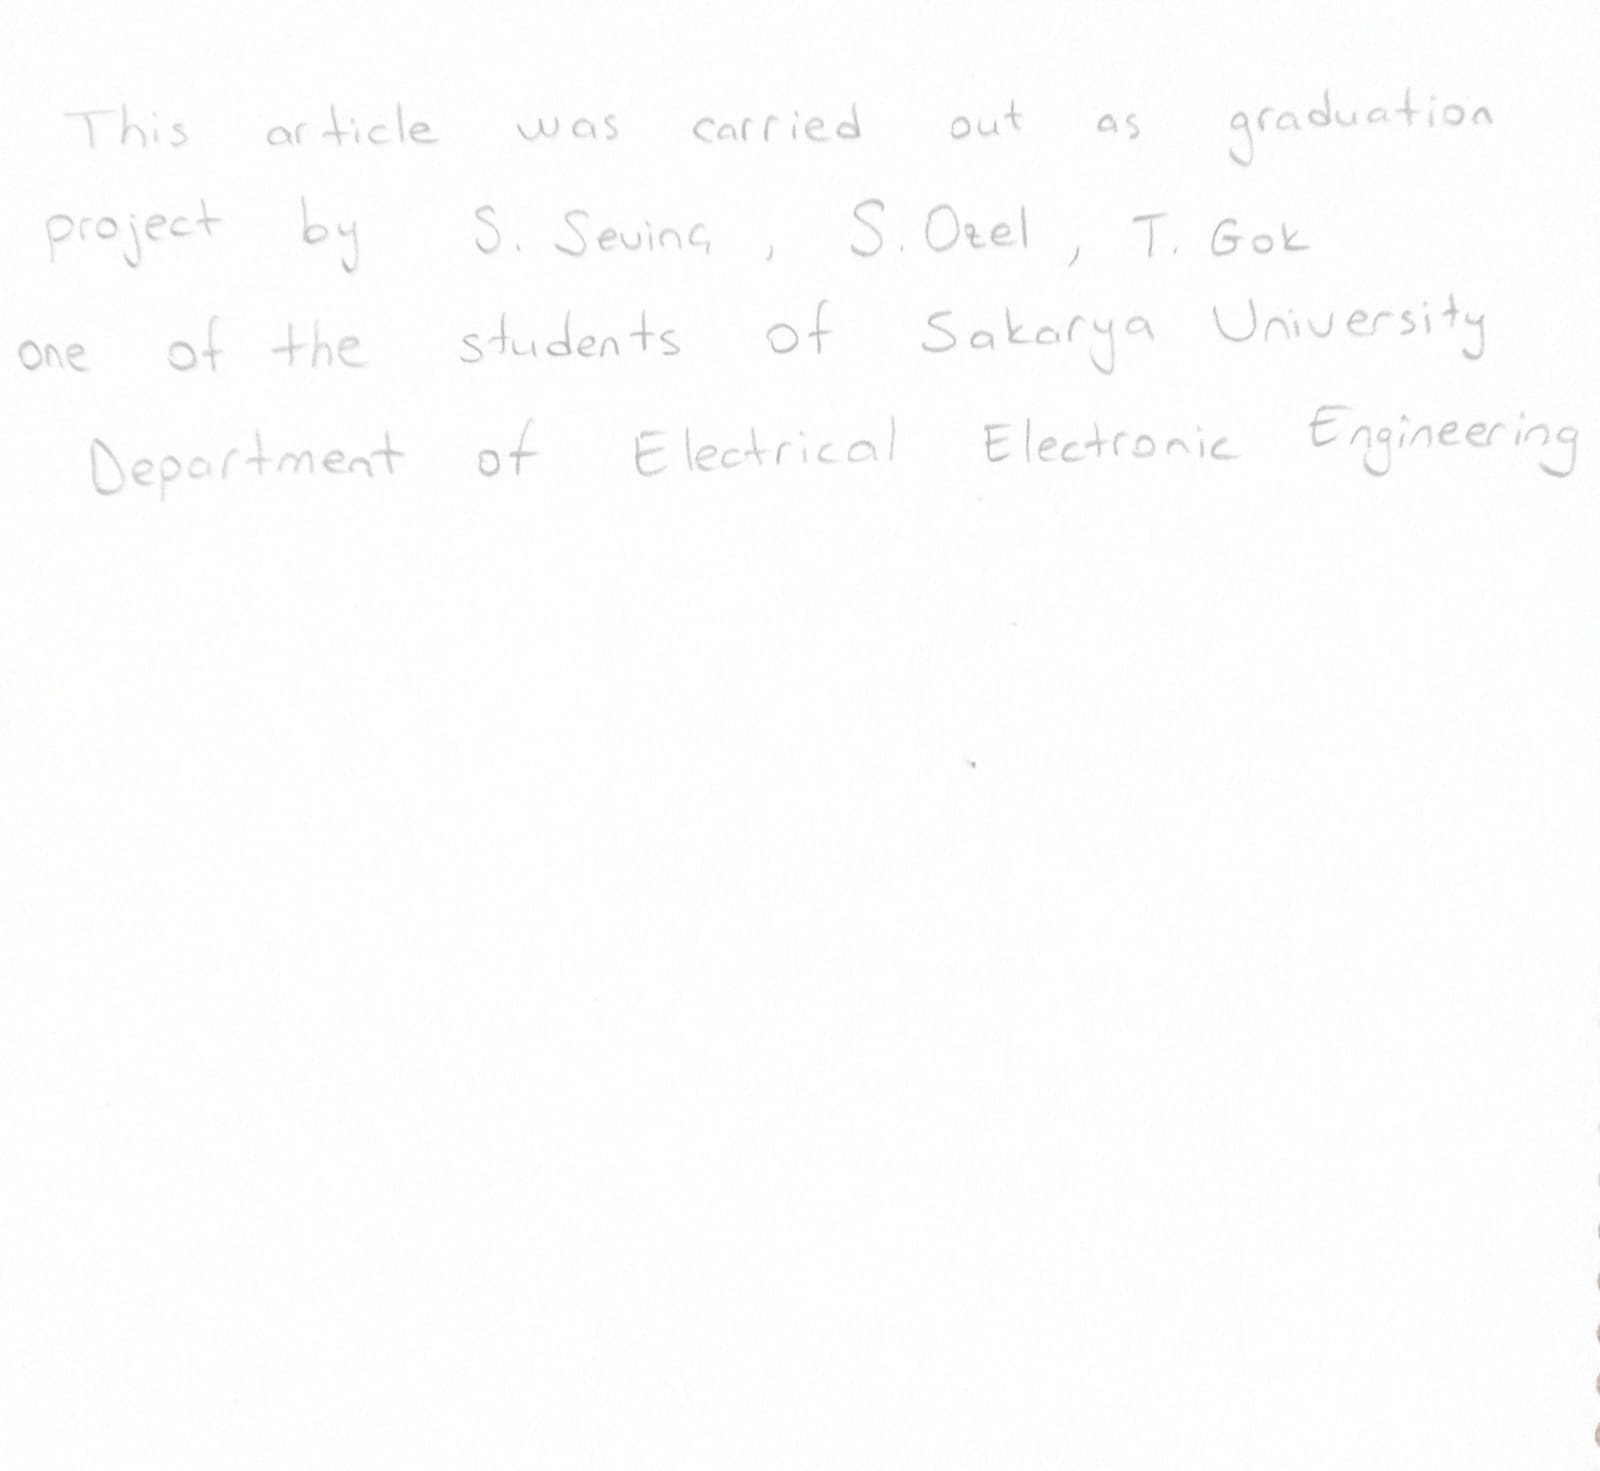 This article was carried out as graduation
project by S. Sevinç, S. Ozel, T. Gok
one of the students of Sakarya University
Department of Electrical Electronic Engineering